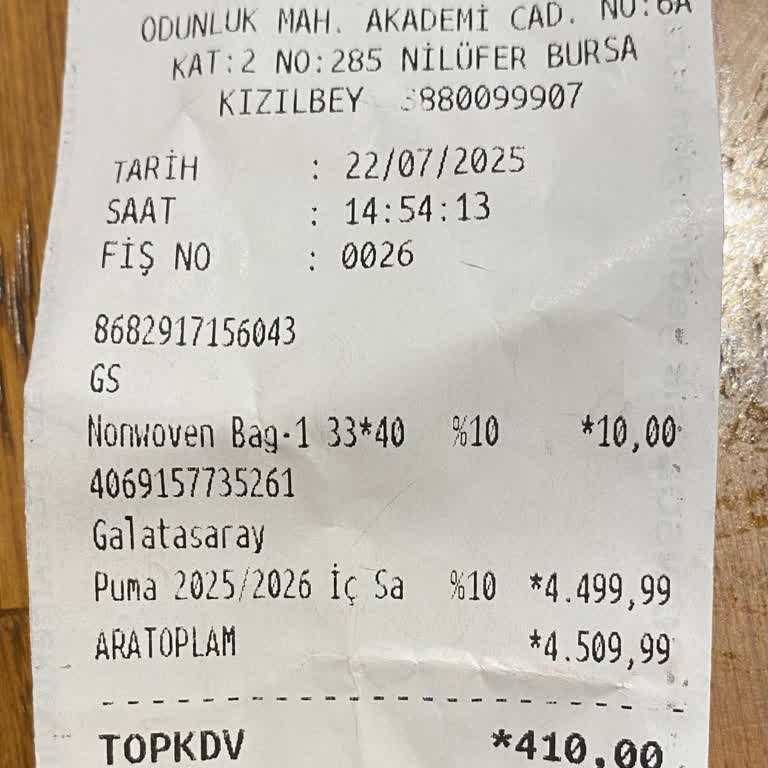 ODUNLUK MAH. AKADEMİ CAD. NO:6A
KAT:2 NO:285 NİLÜFER BURSA
KIZILBEY 5880099907
TARİH : 22/07/2025
SAAT : 14:54:13
FİŞ NO : 0026
8682917156043
GS
Nonwoven Bag-1 33*40 %10 *10,00
4069157735261
Galatasaray
Puma 2025/2026 İç Sa %10 *4.499,99
ARATOPLAM *4.509,99
TOPKDV *410,00